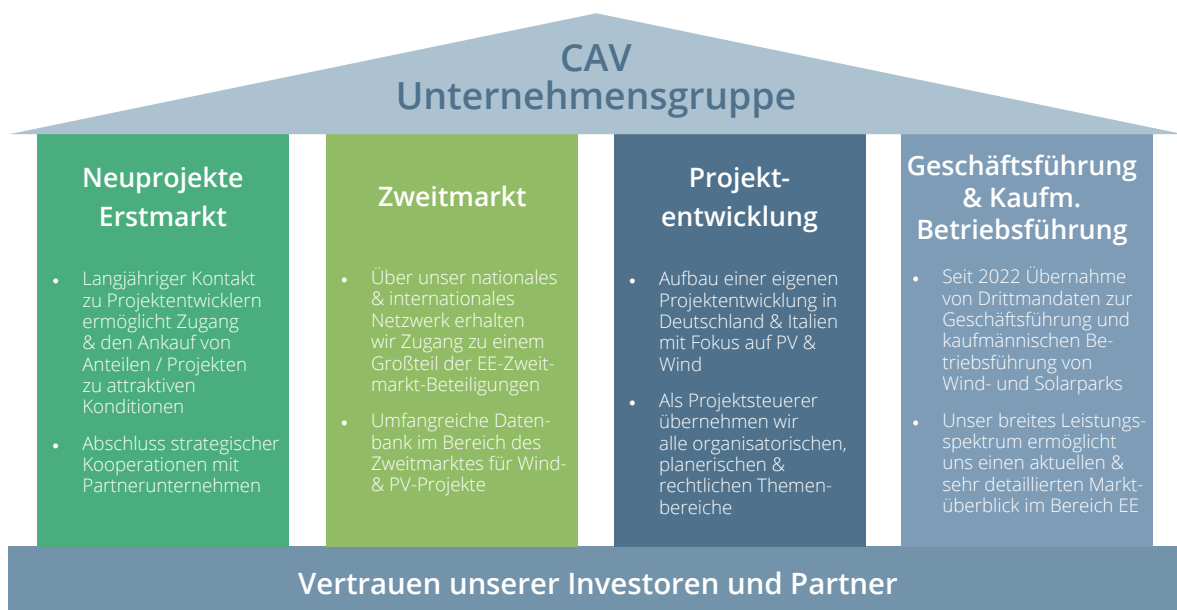 CAV
Unternehmensgruppe
Neuprojekte
Erstmarkt
• Langjähriger Kontakt
zu Projektentwicklern
ermöglicht Zugang
& den Ankauf von
Anteilen / Projekten
zu attraktiven
Konditionen
• Abschluss strategischer
Kooperationen mit
Partnerunternehmen
Zweitmarkt
• Über unser nationales
& internationales
Netzwerk erhalten
wir Zugang zu einem
Großteil der EE-Zweit-
markt-Beteiligungen
• Umfangreiche Daten-
bank im Bereich des
Zweitmarktes für Wind-
& PV-Projekte
Projekt-
entwicklung
• Aufbau einer eigenen
Projektentwicklung in
Deutschland & Italien
mit Fokus auf PV &
Wind
• Als Projektsteuerer
übernehmen wir
alle organisatorischen,
planerischen &
rechtlichen Themen-
bereiche
Geschäftsführung
& Kaufm.
Betriebsführung
• Seit 2022 Übernahme
von Drittmandaten zur
Geschäftsführung und
kaufmännischen Be-
triebsführung von
Wind- und Solarparks
• Unser breites Leistungs-
spektrum ermöglicht
uns einen aktuellen &
sehr detaillierten Markt-
überblick im Bereich EE
Vertrauen unserer Investoren und Partner